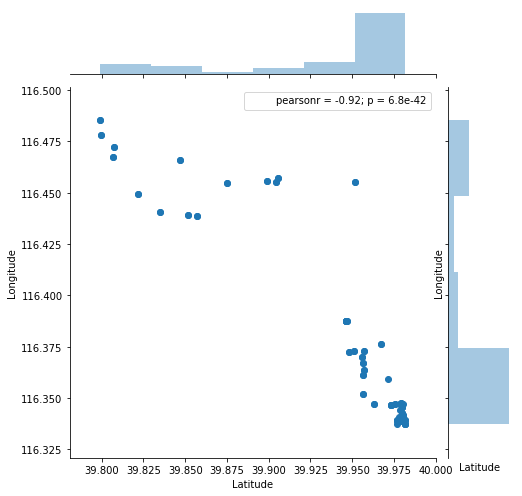 pearsonr = -0.92; p = 6.8e-42
116.500
116.475
116.450
116.425
116.400
116.375
116.350
116.325
Longitude
Longitude
39.800 39.825 39.850 39.875 39.900 39.925 39.950 39.975 40.000
Latitude
Latitude